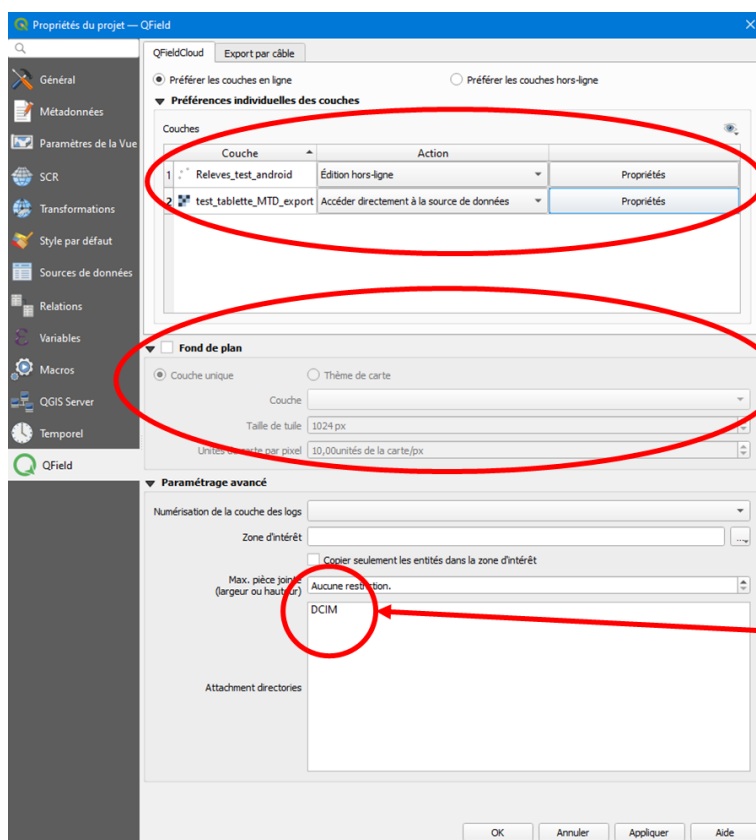 Propriétés du projet — QField
Général
Métadonnées
Paramètres de la Vue
SCR
Transformations
Style par défaut
Sources de données
Relations
Variables
Macros
QGIS Server
Temporel
QField
QFieldCloud Export par câble
Préférer les couches en ligne Préférer les couches hors-ligne
Préférences individuelles des couches
Couches
Couche Action
1 Releves_test_android Édition hors-ligne Propriétés
2 test_tablette_MTD_export Accéder directement à la source de données Propriétés
Fond de plan
Couche unique Thème de carte
Couche
Taille de tuile 1024 px
Unités de carte par pixel 10,00unités de la carte/px
Paramétrage avancé
Numérisation de la couche des logs
Zone d'intérêt
...
Copier seulement les entités dans la zone d'intérêt
Max. pièce jointe
(largeur ou hauteur) Aucune restriction.
DCIM
Attachment directories
OK Annuler Appliquer Aide